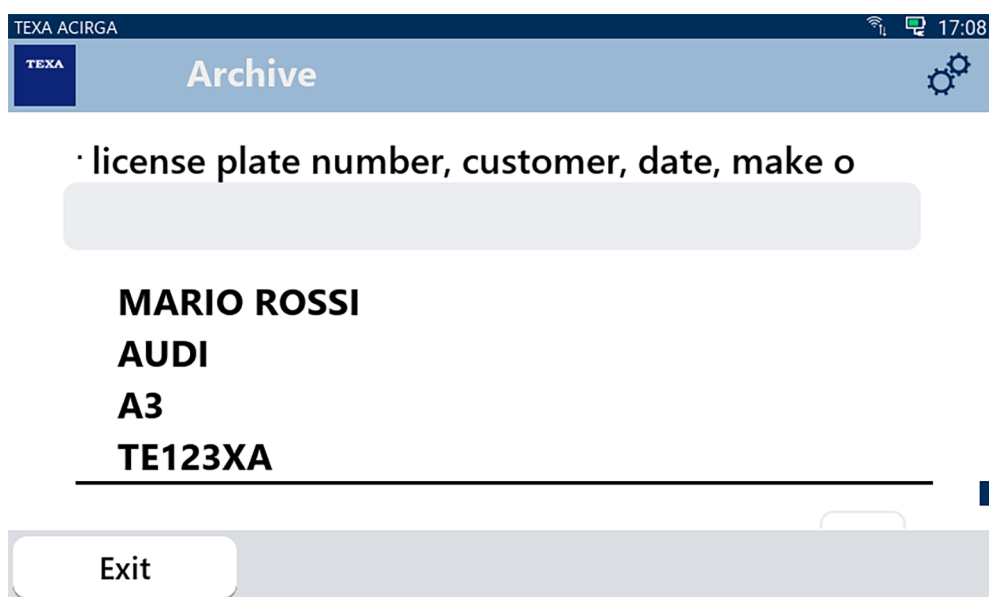 TEXA ACIRGA 17:08
TEXA Archive
license plate number, customer, date, make o
MARIO ROSSI
AUDI
A3
TE123XA
Exit